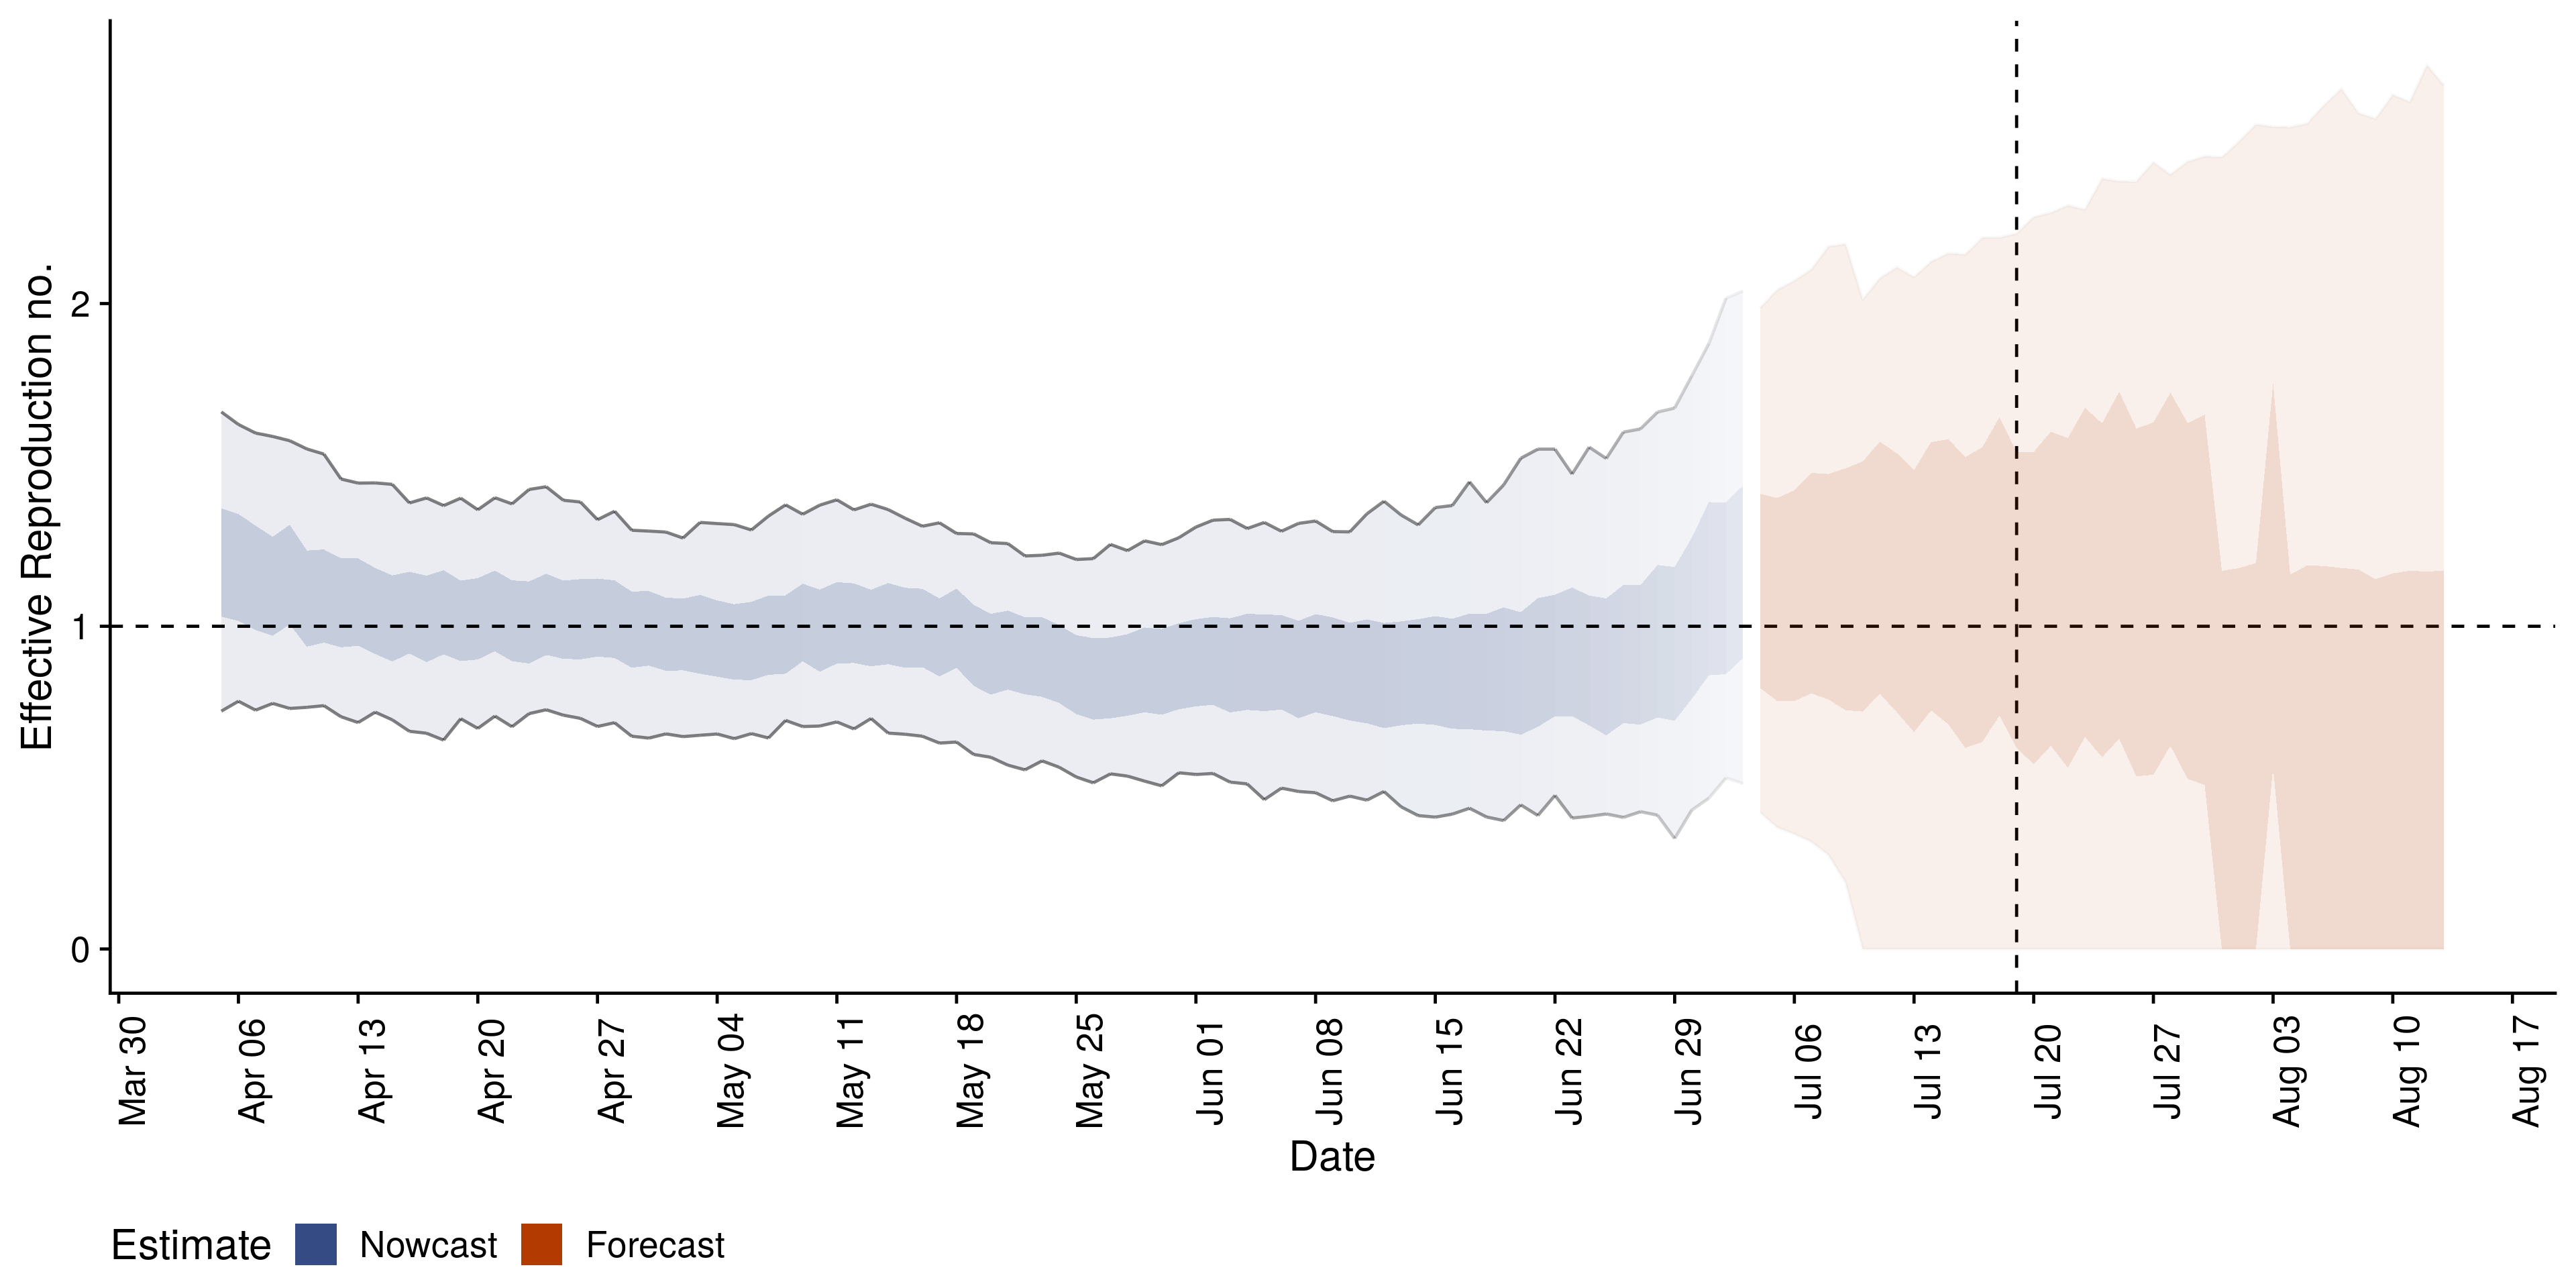 Effective Reproduction no.
2
1
0
Mar 30
Apr 06
Apr 13
Apr 20
Apr 27
May 04
May 11
May 18
May 25
Jun 01
Jun 08
Jun 15
Jun 22
Jun 29
Jul 06
Jul 13
Jul 20
Jul 27
Aug 03
Aug 10
Aug 17
Date
Estimate Nowcast Forecast